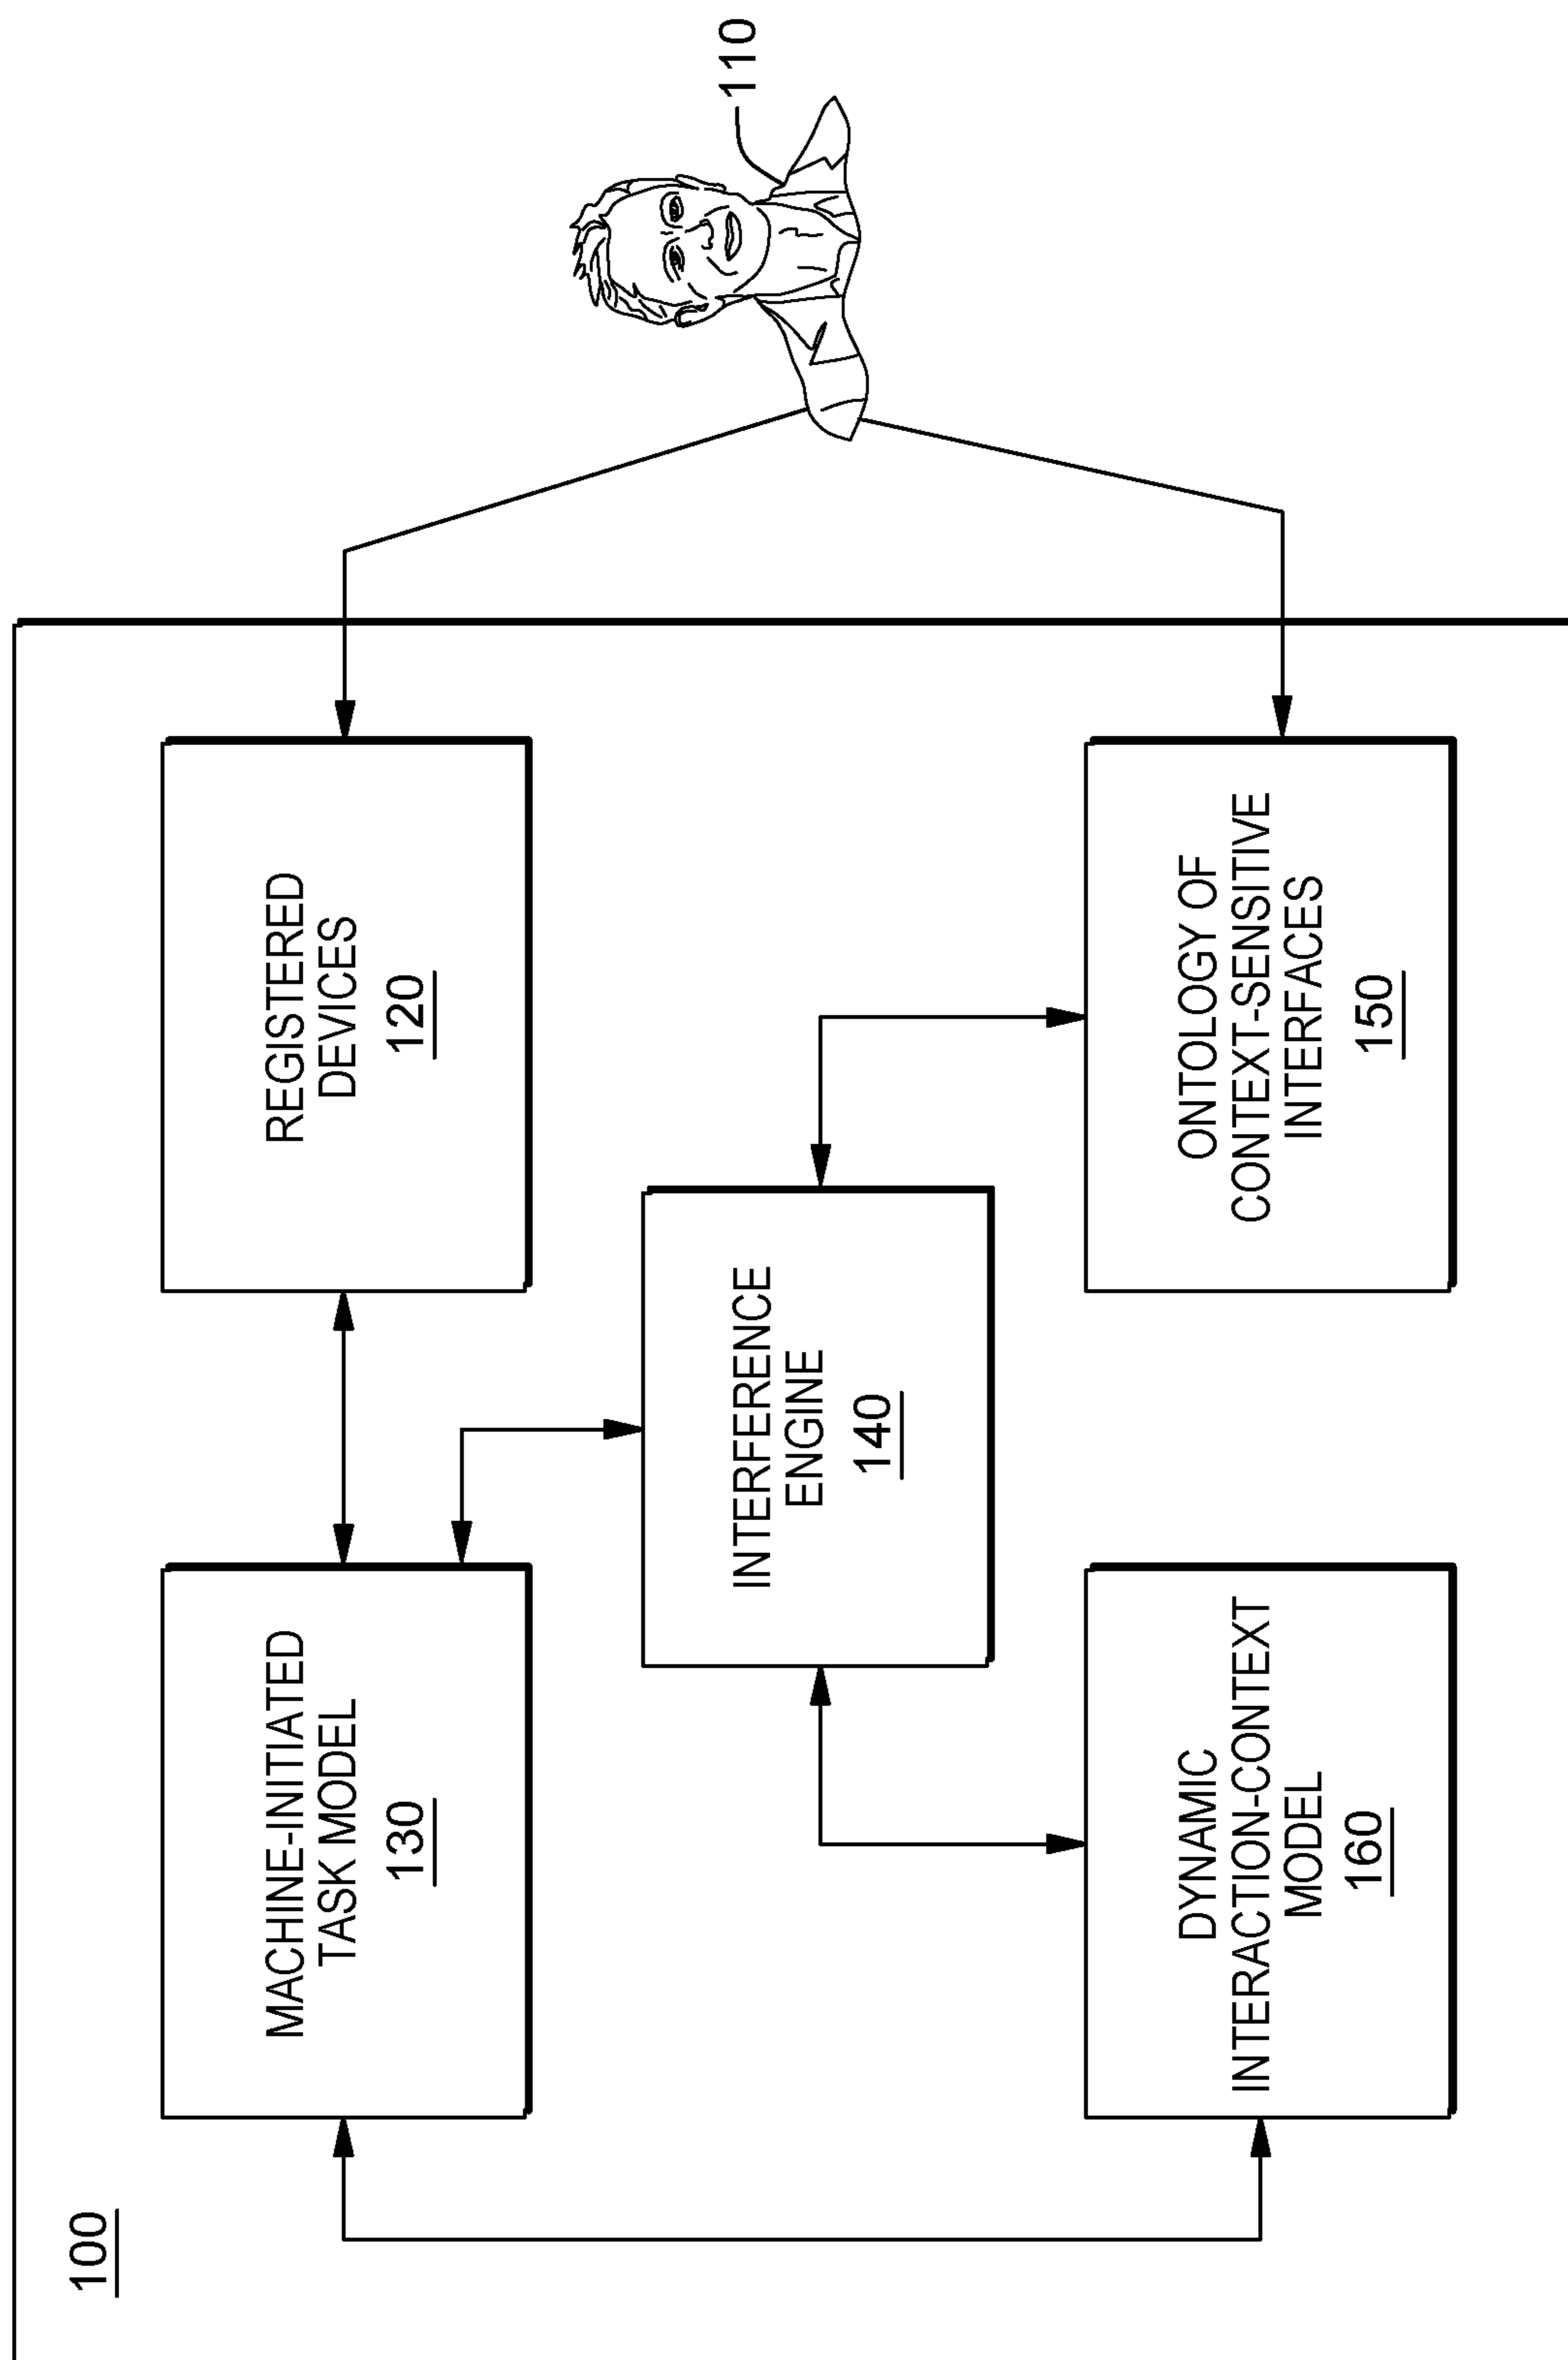 100
MACHINE-INITIATED
TASK MODEL
130
REGISTERED
DEVICES
120
INTERFERENCE
ENGINE
140
DYNAMIC
INTERACTION-CONTEXT
MODEL
160
ONTOLOGY OF
CONTEXT-SENSITIVE
INTERFACES
150
110